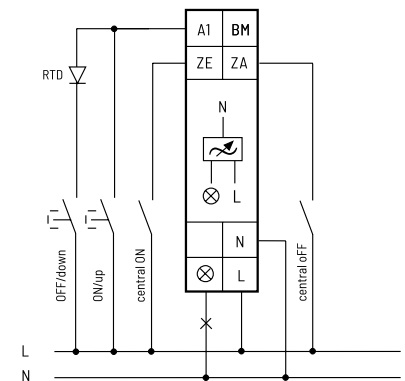 A1 BM
ZE ZA
RTD
N
L
OFF/down
ON/up
central ON
central oFF
N
L
L
N